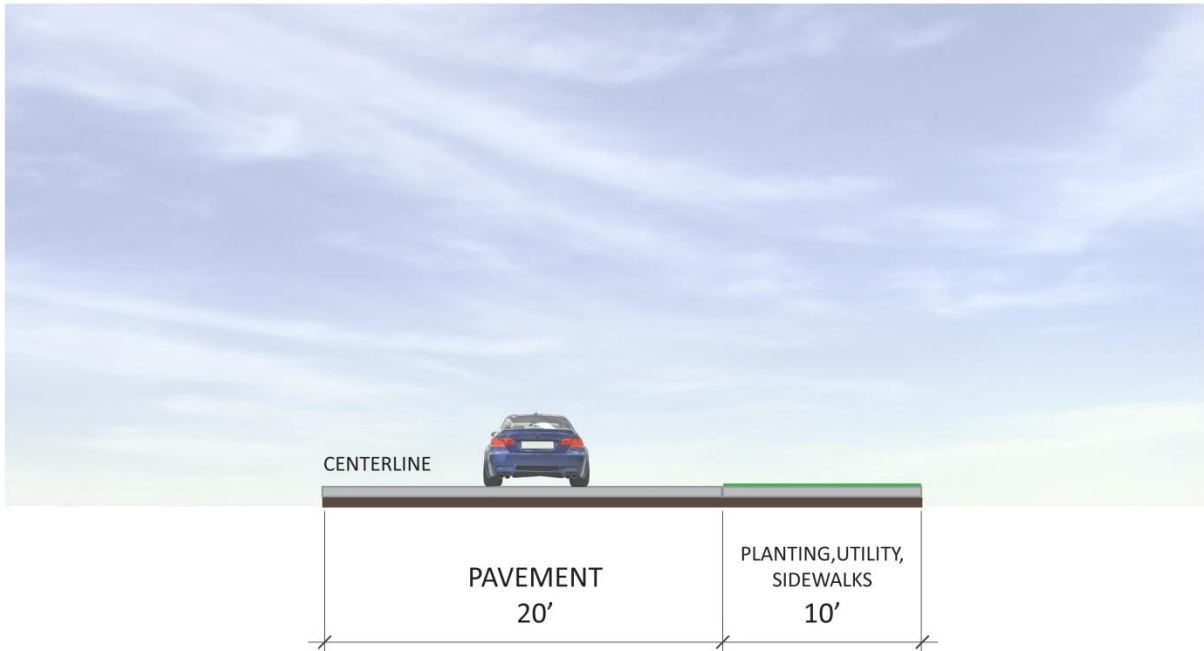 CENTERLINE
PAVEMENT
20’
PLANTING,UTILITY,
SIDEWALKS
10’